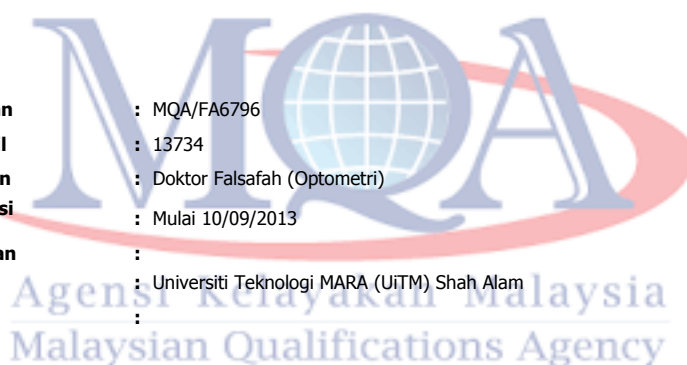 MQA
an : MQA/FA6796
l : 13734
n : Doktor Falsafah (Optometri)
si : Mulai 10/09/2013
an :
: Universiti Teknologi MARA (UiTM) Shah Alam
:
Agensi Kelayakan Malaysia
Malaysian Qualifications Agency